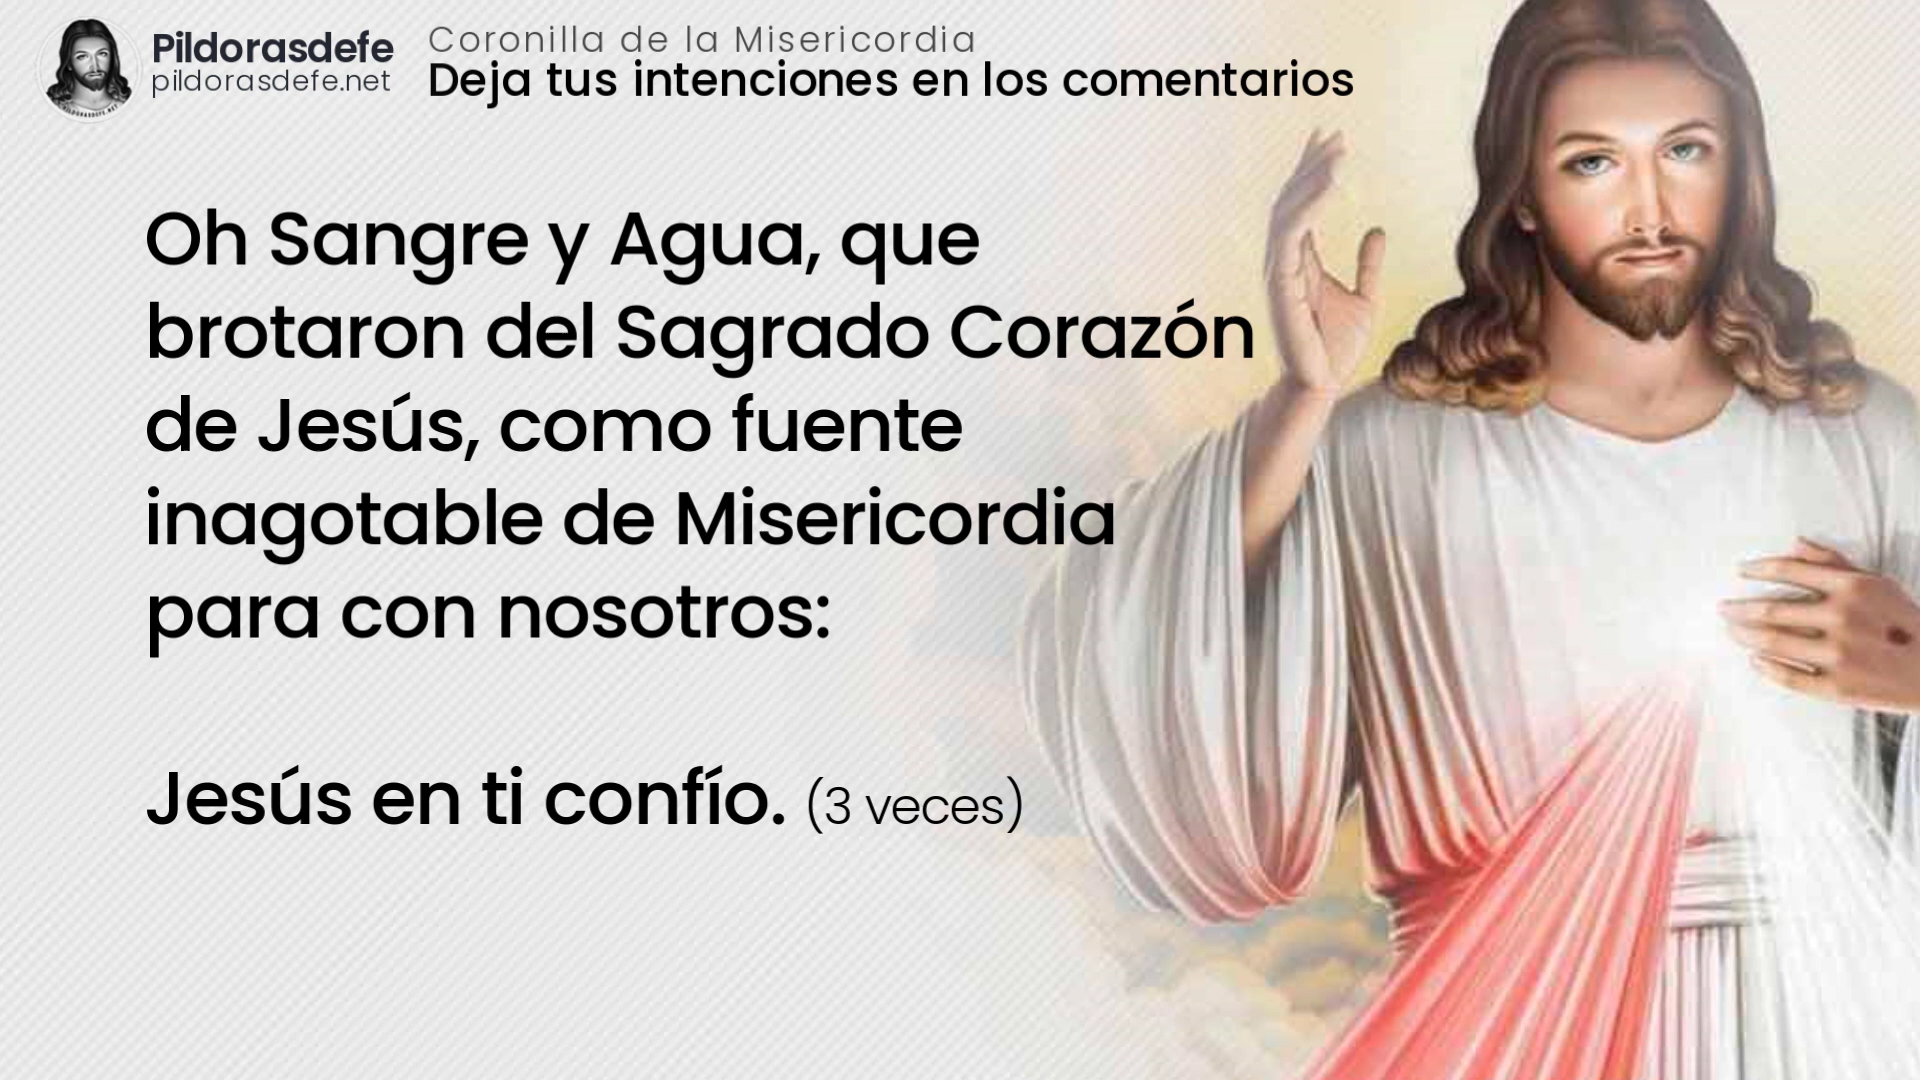 Pildorasdefe
pildorasdefe.net
Coronilla de la Misericordia
Deja tus intenciones en los comentarios
Oh Sangre y Agua, que
brotaron del Sagrado Corazón
de Jesús, como fuente
inagotable de Misericordia
para con nosotros:
Jesús en ti confío. (3 veces)